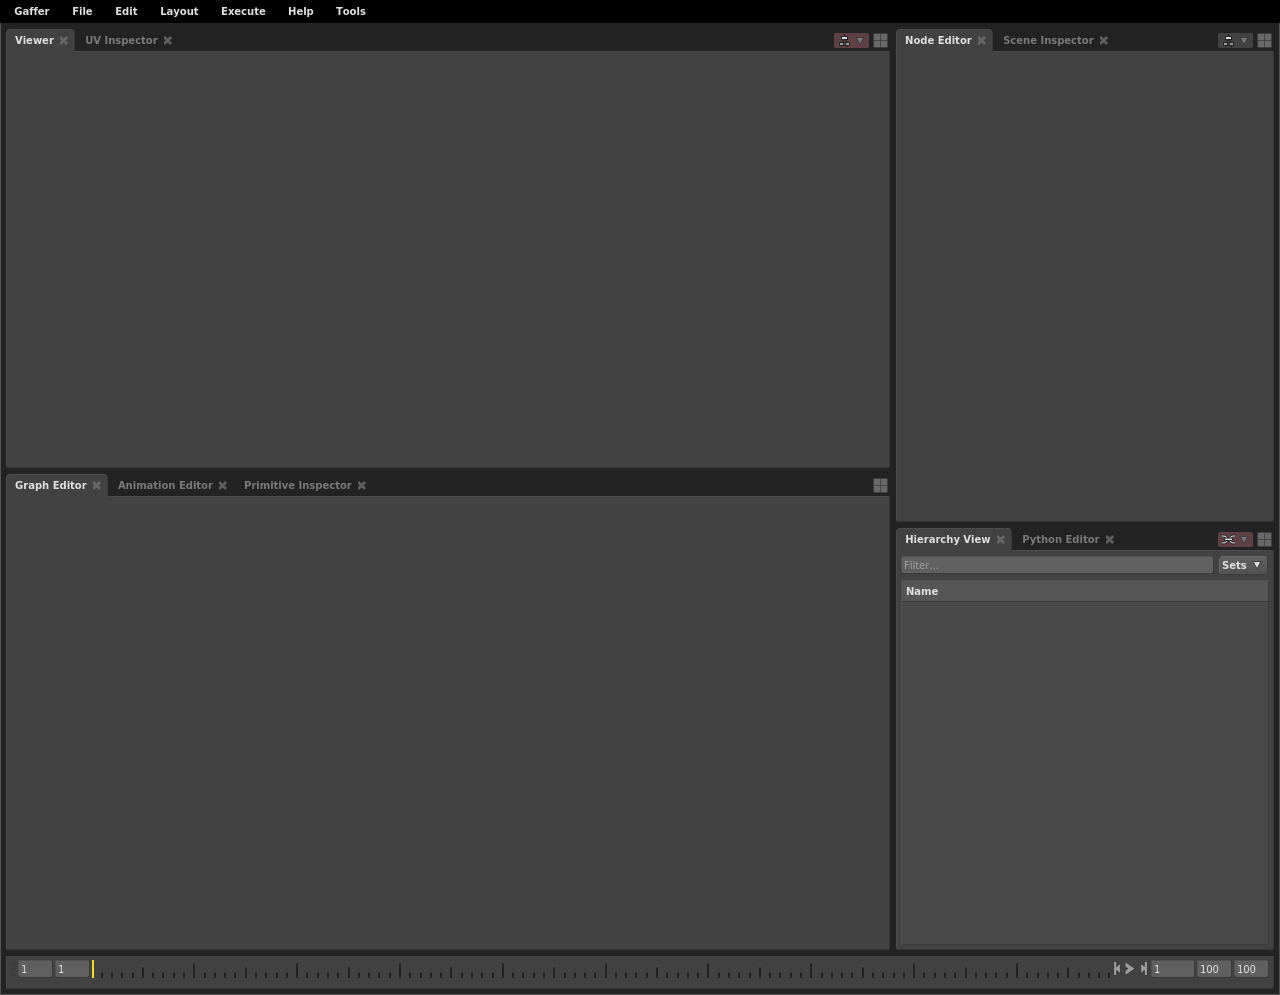 Gaffer File Edit Layout Execute Help Tools
Viewer UV Inspector
Node Editor Scene Inspector
Graph Editor Animation Editor Primitive Inspector
Hierarchy View Python Editor
Filter... Sets
Name
1 1 1 100 100